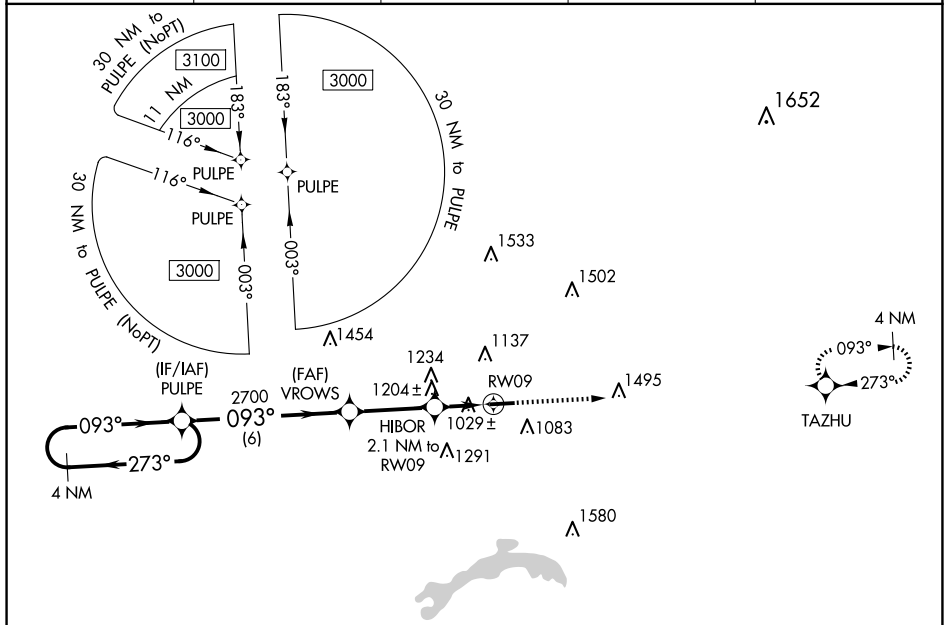 30 NM to
PULPE (NoPT)
3100
11 NM
3000
183°
116°
PULPE
183°
3000
30 NM to PULPE
PULPE
003°
116°
PULPE
30 NM to PULPE (NoPT)
3000
003°
1652
1533
1502
1454
1137
1234
1204±
RW09
1495
4 NM
093°
273°
TAZHU
(IF/IAF)
PULPE
2700
093°
(6)
(FAF)
VROWS
093°
273°
4 NM
HIBOR
2.1 NM to
RW09
1029±
1083
1291
1580